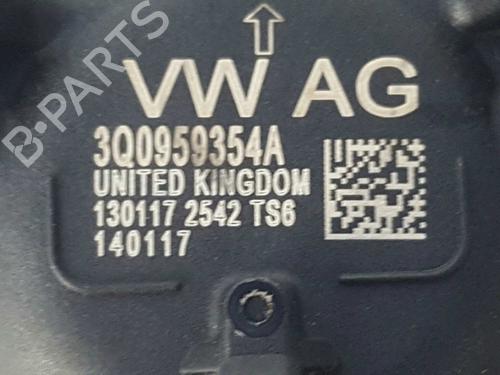 VW AG
3Q0959354A
UNITED KINGDOM
130117 2542 TS6
140117
B-PARTS